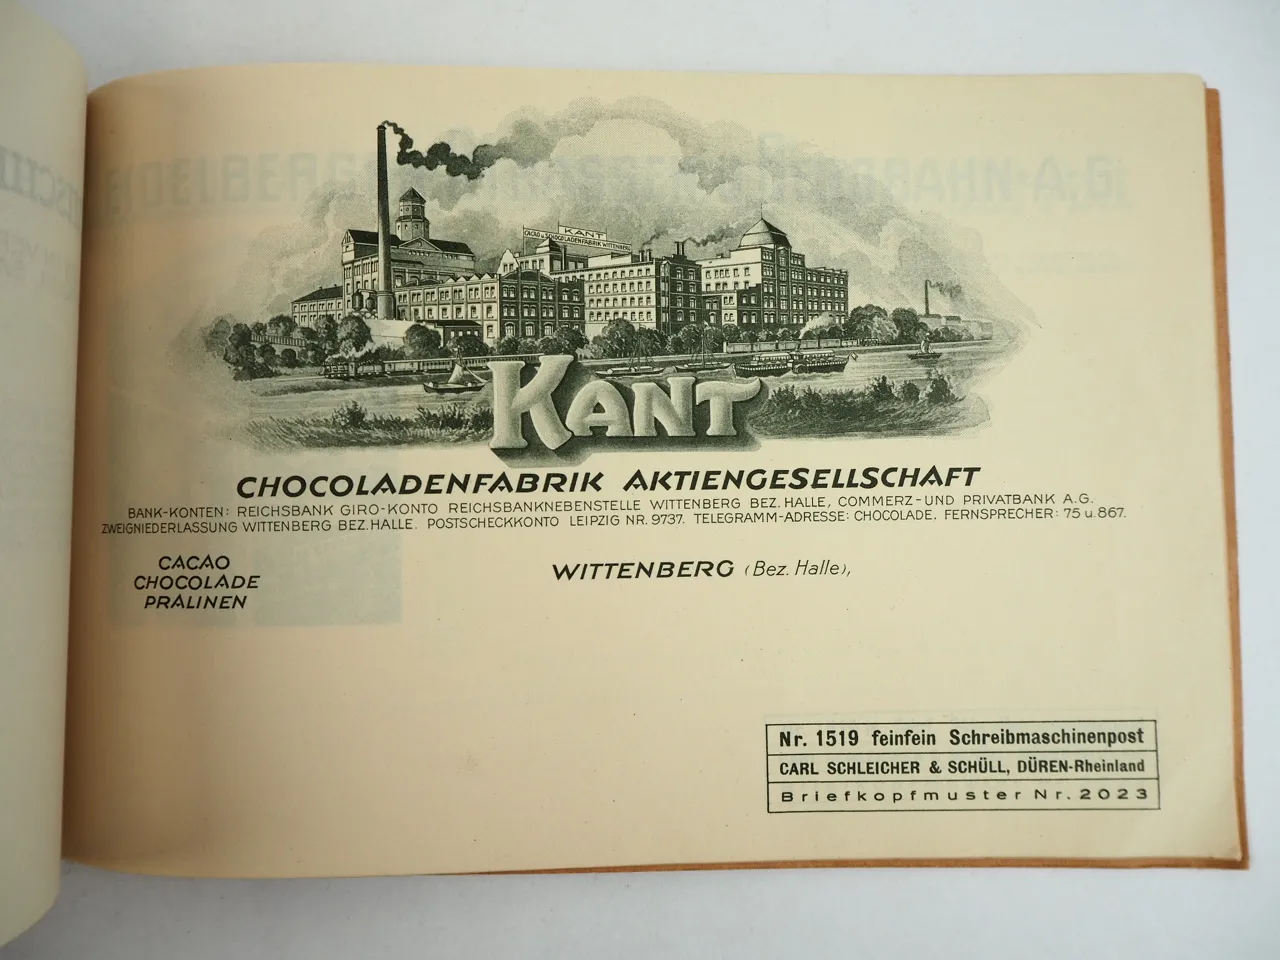 KANT
CACAO u. SCHOCOLADENFABRIK WITTENBERG
KANT
CHOCOLADENFABRIK AKTIENGESELLSCHAFT
BANK-KONTEN: REICHSBANK GIRO-KONTO REICHSBANKNEBENSTELLE WITTENBERG BEZ. HALLE, COMMERZ- UND PRIVATBANK A.G.
ZWEIGNIEDERLASSUNG WITTENBERG BEZ. HALLE. POSTSCHECKKONTO LEIPZIG NR. 9737. TELEGRAMM-ADRESSE: CHOCOLADE. FERNSPRECHER: 75 u. 867.
CACAO
CHOCOLADE
PRALINEN
WITTENBERG (Bez. Halle),
Nr. 1519 feinfein Schreibmaschinenpost
CARL SCHLEICHER & SCHÜLL, DÜREN-Rheinland
Briefkopfmuster Nr. 2023